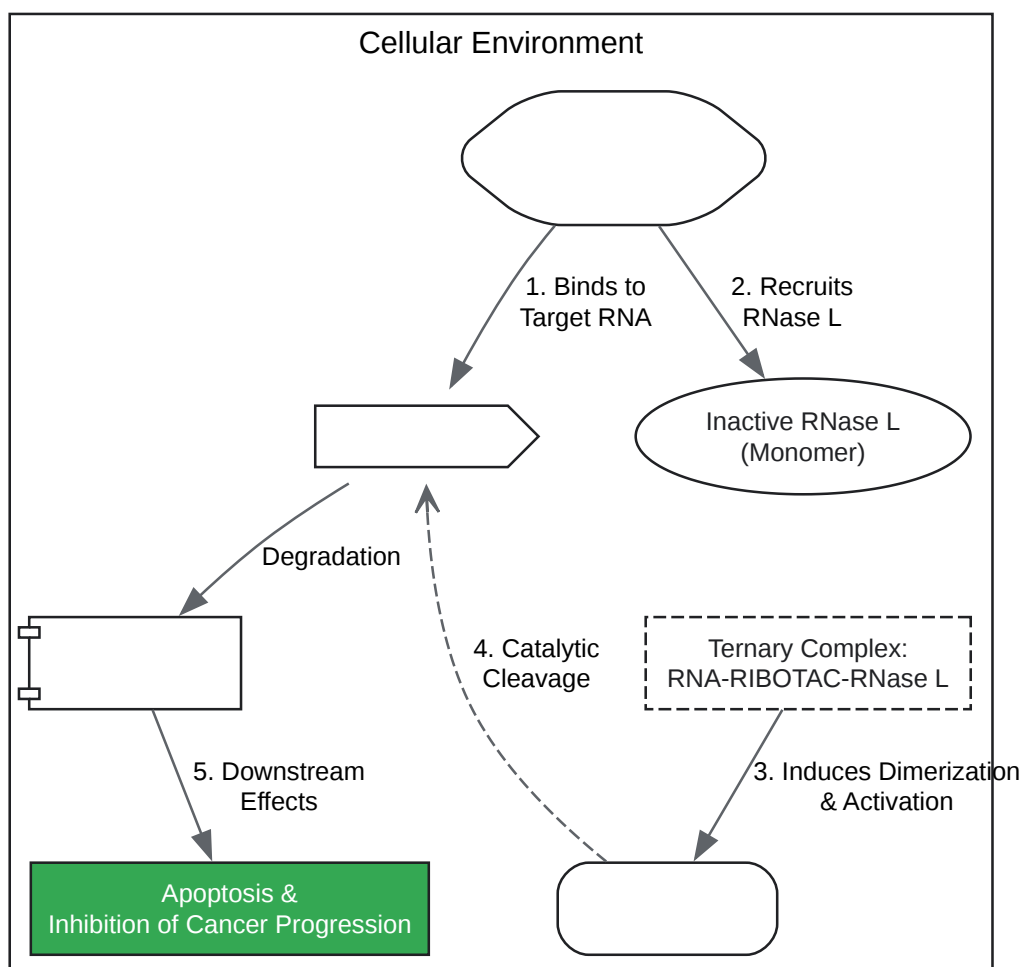 Cellular Environment
1. Binds to
Target RNA
2. Recruits
RNase L
Inactive RNase L
(Monomer)
Degradation
4. Catalytic
Cleavage
Ternary Complex:
RNA-RIBOTAC-RNase L
5. Downstream
Effects
3. Induces Dimerization
& Activation
Apoptosis &
Inhibition of Cancer Progression